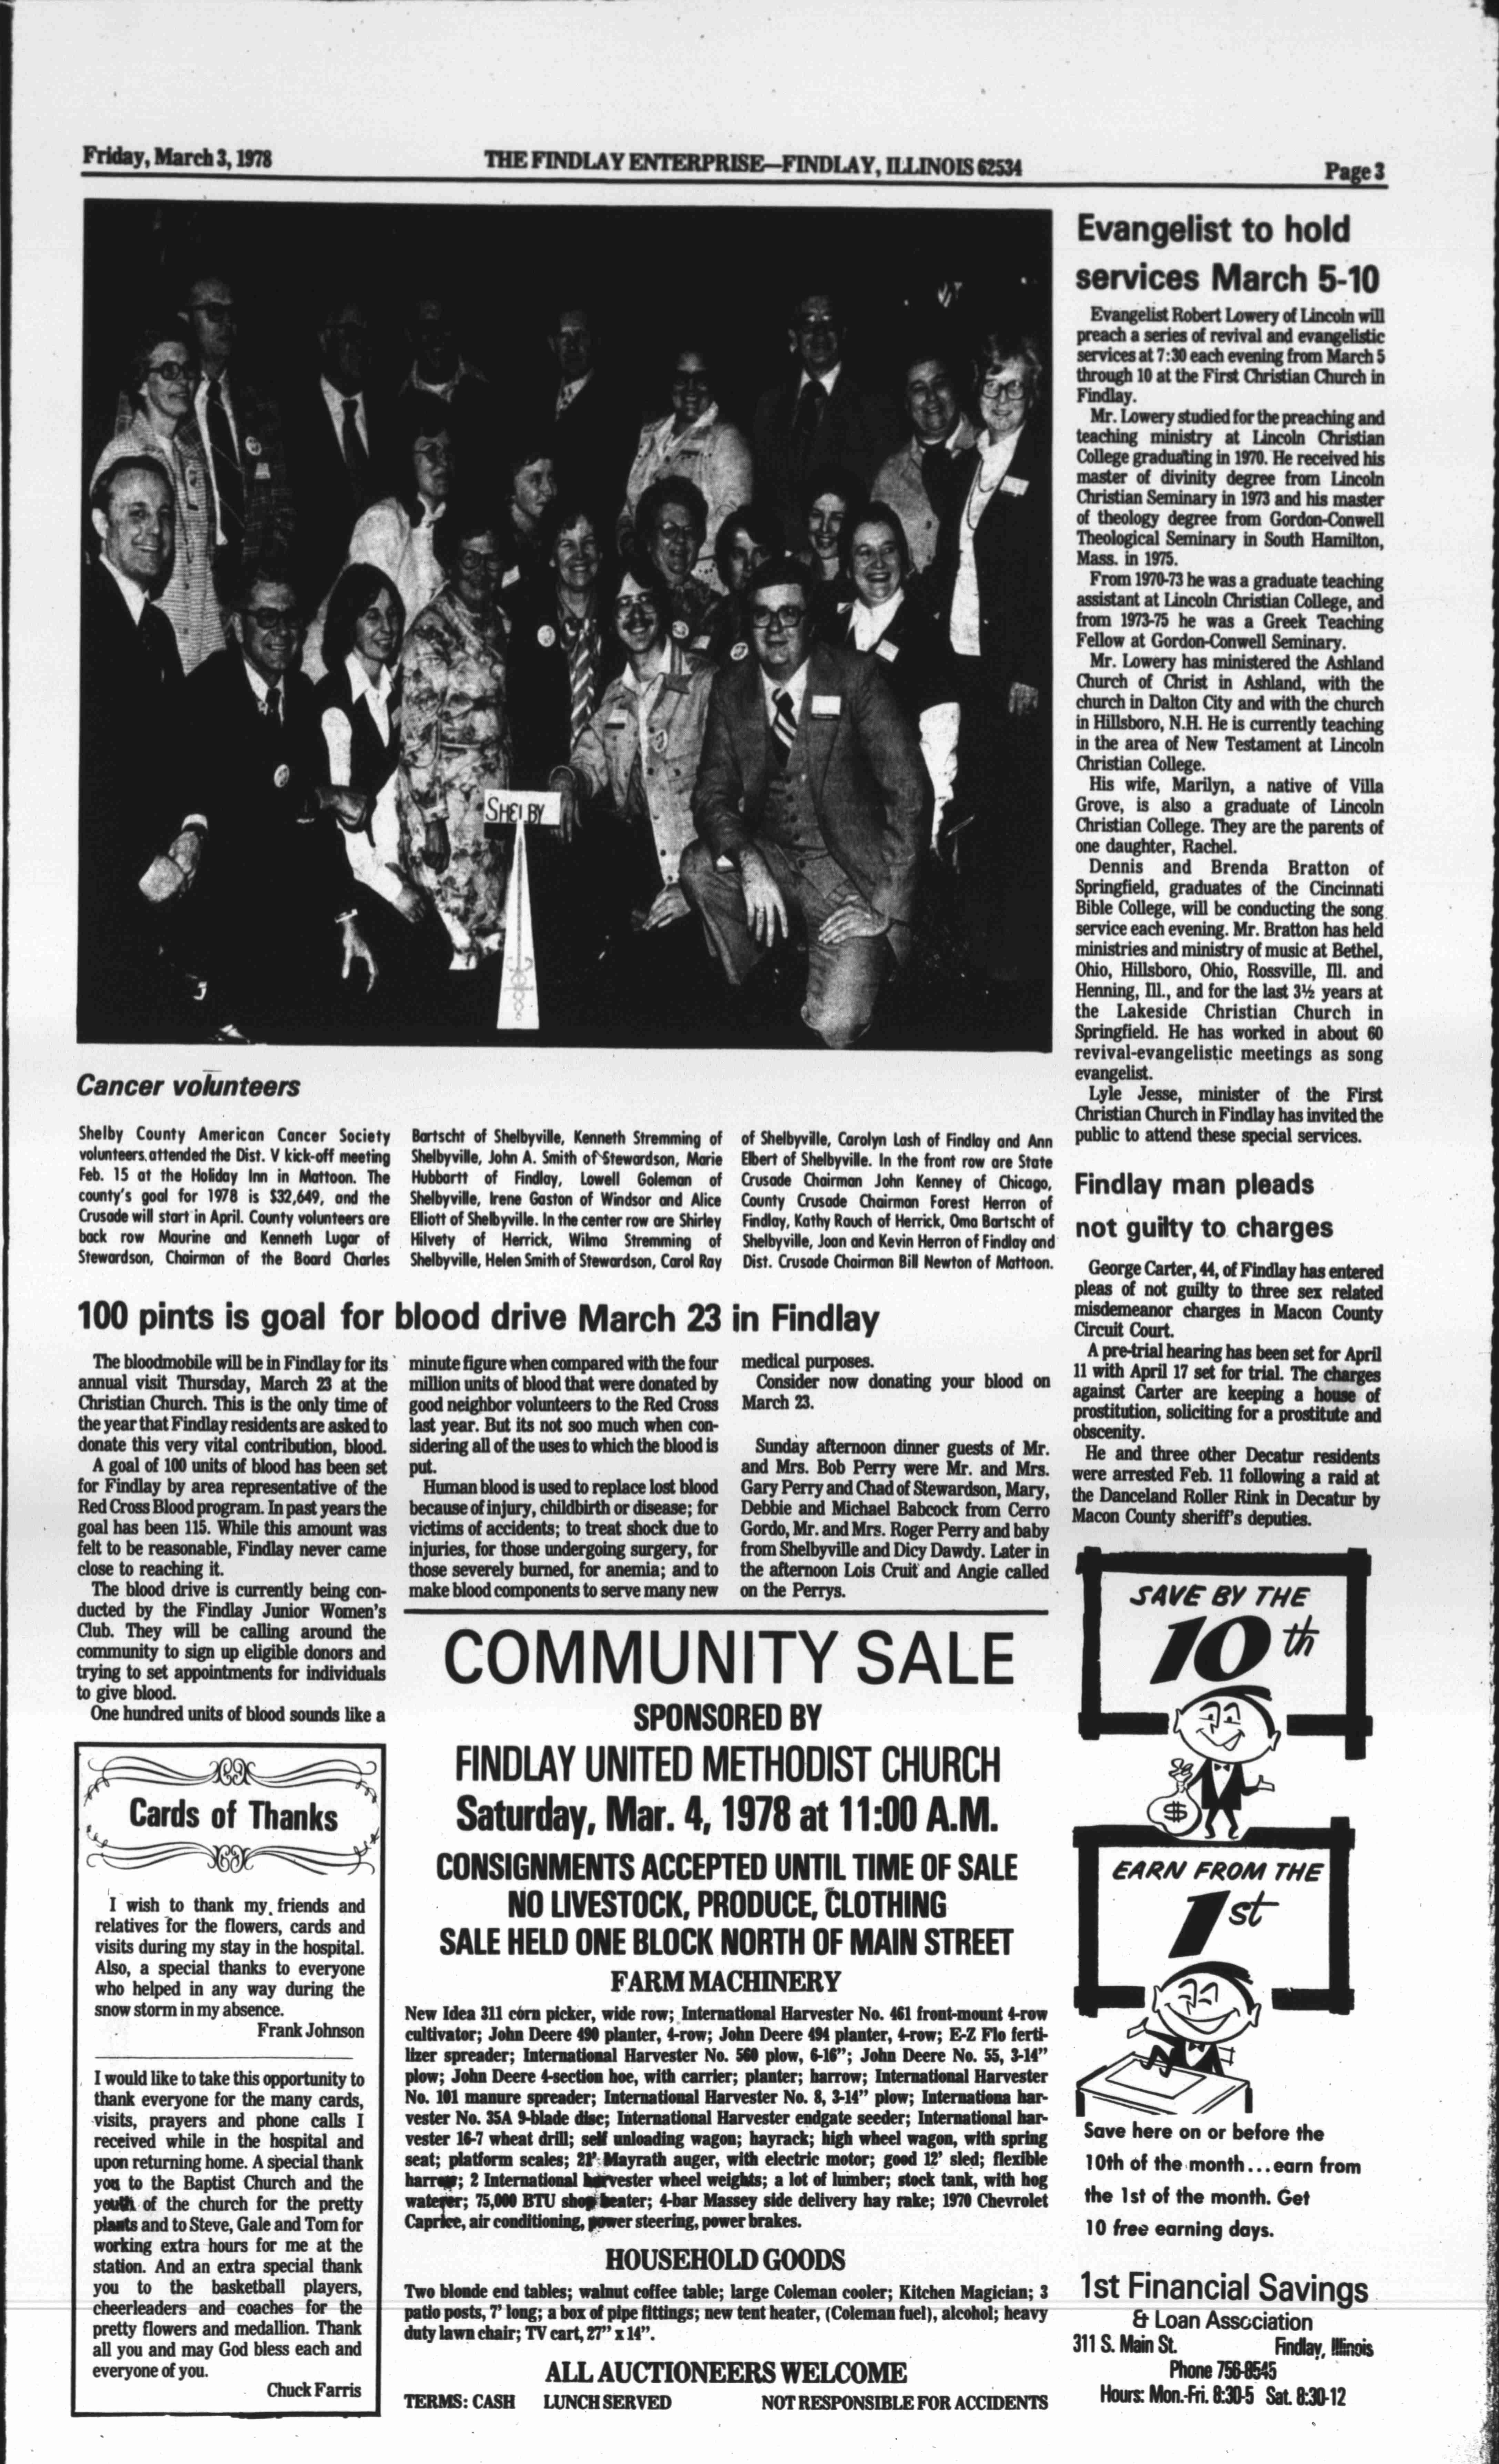 Friday, March 3, 1978
THE FINDLAY ENTERPRISE—FINDLAY, ILLINOIS 62534
Page 3
SHELBY
Cancer volunteers
Shelby County American Cancer Society
volunteers attended the Dist. V kick-off meeting
Feb. 15 at the Holiday Inn in Mattoon. The
county's goal for 1978 is $32,649, and the
Crusade will start in April. County volunteers are
back row Maurine and Kenneth Lugar of
Stewardson, Chairman of the Board Charles
Bartscht of Shelbyville, Kenneth Stremming of
Shelbyville, John A. Smith of Stewardson, Marie
Hubbartt of Findlay, Lowell Goleman of
Shelbyville, Irene Gaston of Windsor and Alice
Elliott of Shelbyville. In the center row are Shirley
Hilvety of Herrick, Wilma Stremming of
Shelbyville, Helen Smith of Stewardson, Carol Ray
of Shelbyville, Carolyn Lash of Findlay and Ann
Elbert of Shelbyville. In the front row are State
Crusade Chairman John Kenney of Chicago,
County Crusade Chairman Forest Herron of
Findlay, Kathy Rauch of Herrick, Oma Bartscht of
Shelbyville, Joan and Kevin Herron of Findlay and
Dist. Crusade Chairman Bill Newton of Mattoon.
100 pints is goal for blood drive March 23 in Findlay
The bloodmobile will be in Findlay for its
annual visit Thursday, March 23 at the
Christian Church. This is the only time of
the year that Findlay residents are asked to
donate this very vital contribution, blood.
A goal of 100 units of blood has been set
for Findlay by area representative of the
Red Cross Blood program. In past years the
goal has been 115. While this amount was
felt to be reasonable, Findlay never came
close to reaching it.
The blood drive is currently being con-
ducted by the Findlay Junior Women's
Club. They will be calling around the
community to sign up eligible donors and
trying to set appointments for individuals
to give blood.
One hundred units of blood sounds like a
minute figure when compared with the four
million units of blood that were donated by
good neighbor volunteers to the Red Cross
last year. But its not soo much when con-
sidering all of the uses to which the blood is
put.
Human blood is used to replace lost blood
because of injury, childbirth or disease; for
victims of accidents; to treat shock due to
injuries, for those undergoing surgery, for
those severely burned, for anemia; and to
make blood components to serve many new
medical purposes.
Consider now donating your blood on
March 23.
Sunday afternoon dinner guests of Mr.
and Mrs. Bob Perry were Mr. and Mrs.
Gary Perry and Chad of Stewardson, Mary,
Debbie and Michael Babcock from Cerro
Gordo, Mr. and Mrs. Roger Perry and baby
from Shelbyville and Dicy Dawdy. Later in
the afternoon Lois Cruit and Angie called
on the Perrys.
Cards of Thanks
I wish to thank my friends and
relatives for the flowers, cards and
visits during my stay in the hospital.
Also, a special thanks to everyone
who helped in any way during the
snow storm in my absence.
Frank Johnson
I would like to take this opportunity to
thank everyone for the many cards,
visits, prayers and phone calls I
received while in the hospital and
upon returning home. A special thank
you to the Baptist Church and the
youth of the church for the pretty
plants and to Steve, Gale and Tom for
working extra hours for me at the
station. And an extra special thank
you to the basketball players,
cheerleaders and coaches for the
pretty flowers and medallion. Thank
all you and may God bless each and
everyone of you.
Chuck Farris
COMMUNITY SALE
SPONSORED BY
FINDLAY UNITED METHODIST CHURCH
Saturday, Mar. 4, 1978 at 11:00 A.M.
CONSIGNMENTS ACCEPTED UNTIL TIME OF SALE
NO LIVESTOCK, PRODUCE, CLOTHING
SALE HELD ONE BLOCK NORTH OF MAIN STREET
FARM MACHINERY
New Idea 311 corn picker, wide row; International Harvester No. 461 front-mount 4-row
cultivator; John Deere 490 planter, 4-row; John Deere 494 planter, 4-row; E-Z Flo ferti-
lizer spreader; International Harvester No. 560 plow, 6-16"; John Deere No. 55, 3-14"
plow; John Deere 4-section hoe, with carrier; planter; harrow; International Harvester
No. 101 manure spreader; International Harvester No. 8, 3-14" plow; Internationa har-
vester No. 35A 9-blade disc; International Harvester endgate seeder; International har-
vester 16-7 wheat drill; self unloading wagon; hayrack; high wheel wagon, with spring
seat; platform scales; 21' Mayrath auger, with electric motor; good 12' sled; flexible
harrow; 2 International harvester wheel weights; a lot of lumber; stock tank, with hog
waterer; 75,000 BTU shop heater; 4-bar Massey side delivery hay rake; 1970 Chevrolet
Caprice, air conditioning, power steering, power brakes.
HOUSEHOLD GOODS
Two blonde end tables; walnut coffee table; large Coleman cooler; Kitchen Magician; 3
patio posts, 7' long; a box of pipe fittings; new tent heater, (Coleman fuel), alcohol; heavy
duty lawn chair; TV cart, 27" x 14".
ALL AUCTIONEERS WELCOME
TERMS: CASH LUNCH SERVED NOT RESPONSIBLE FOR ACCIDENTS
Evangelist to hold
services March 5-10
Evangelist Robert Lowery of Lincoln will
preach a series of revival and evangelistic
services at 7:30 each evening from March 5
through 10 at the First Christian Church in
Findlay.
Mr. Lowery studied for the preaching and
teaching ministry at Lincoln Christian
College graduating in 1970. He received his
master of divinity degree from Lincoln
Christian Seminary in 1973 and his master
of theology degree from Gordon-Conwell
Theological Seminary in South Hamilton,
Mass. in 1975.
From 1970-73 he was a graduate teaching
assistant at Lincoln Christian College, and
from 1973-75 he was a Greek Teaching
Fellow at Gordon-Conwell Seminary.
Mr. Lowery has ministered the Ashland
Church of Christ in Ashland, with the
church in Dalton City and with the church
in Hillsboro, N.H. He is currently teaching
in the area of New Testament at Lincoln
Christian College.
His wife, Marilyn, a native of Villa
Grove, is also a graduate of Lincoln
Christian College. They are the parents of
one daughter, Rachel.
Dennis and Brenda Bratton of
Springfield, graduates of the Cincinnati
Bible College, will be conducting the song
service each evening. Mr. Bratton has held
ministries and ministry of music at Bethel,
Ohio, Hillsboro, Ohio, Rossville, Ill. and
Henning, Ill., and for the last 3½ years at
the Lakeside Christian Church in
Springfield. He has worked in about 60
revival-evangelistic meetings as song
evangelist.
Lyle Jesse, minister of the First
Christian Church in Findlay has invited the
public to attend these special services.
Findlay man pleads
not guilty to charges
George Carter, 44, of Findlay has entered
pleas of not guilty to three sex related
misdemeanor charges in Macon County
Circuit Court.
A pre-trial hearing has been set for April
11 with April 17 set for trial. The charges
against Carter are keeping a house of
prostitution, soliciting for a prostitute and
obscenity.
He and three other Decatur residents
were arrested Feb. 11 following a raid at
the Danceland Roller Rink in Decatur by
Macon County sheriff's deputies.
SAVE BY THE
10th
$
EARN FROM THE
1st
Save here on or before the
10th of the month...earn from
the 1st of the month. Get
10 free earning days.
1st Financial Savings
& Loan Association
311 S. Main St. Findlay, Illinois
Phone 756-8545
Hours: Mon.-Fri. 8:30-5 Sat. 8:30-12